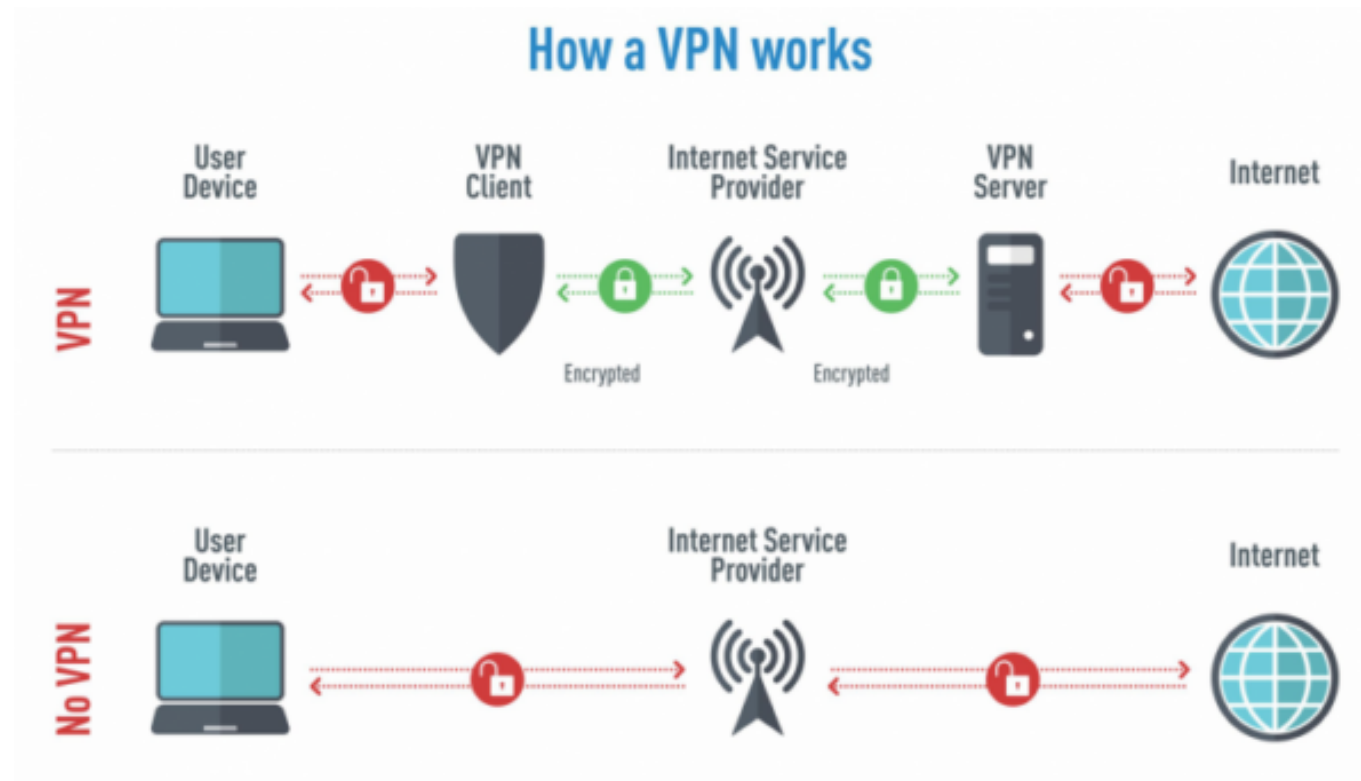 How a VPN works
User
Device
VPN
Client
Internet Service
Provider
VPN
Server
Internet
VPN
Encrypted
Encrypted
User
Device
Internet Service
Provider
Internet
No VPN